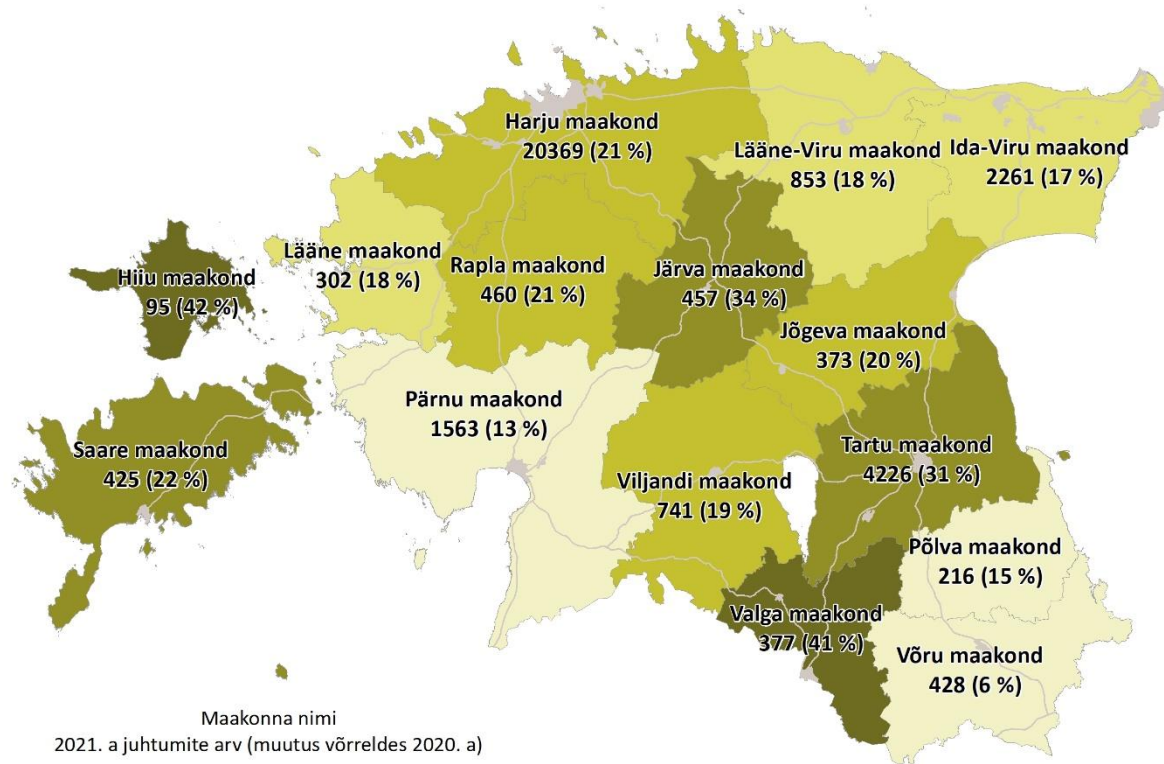 Harju maakond
20369 (21 %)
Lääne-Viru maakond
853 (18 %)
Ida-Viru maakond
2261 (17 %)
Hiiu maakond
95 (42 %)
Lääne maakond
302 (18 %)
Rapla maakond
460 (21 %)
Järva maakond
457 (34 %)
Jõgeva maakond
373 (20 %)
Saare maakond
425 (22 %)
Pärnu maakond
1563 (13 %)
Viljandi maakond
741 (19 %)
Tartu maakond
4226 (31 %)
Põlva maakond
216 (15 %)
Valga maakond
377 (41 %)
Võru maakond
428 (6 %)
Maakonna nimi
2021. a juhtumite arv (muutus võrreldes 2020. a)